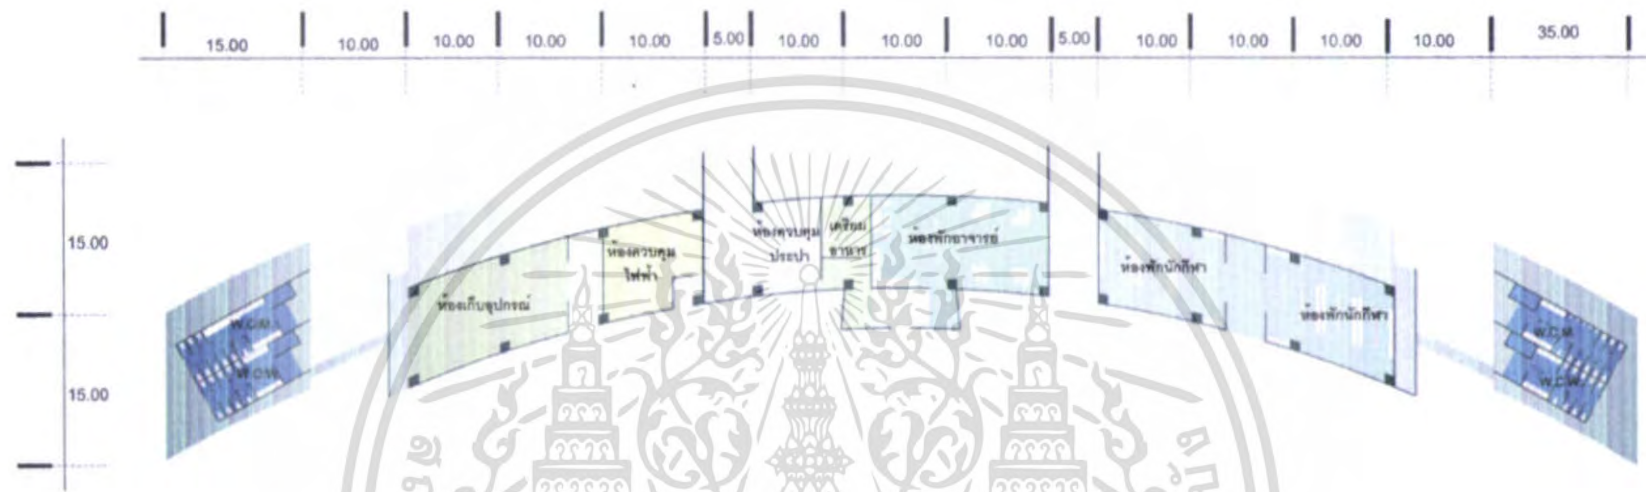 15.00 10.00 10.00 10.00 10.00 5.00 10.00 10.00 10.00 5.00 10.00 10.00 10.00 10.00 35.00
15.00
15.00
W.C.M.
W.C.W.
ห้องเก็บอุปกรณ์
ห้องควบคุม
ไฟฟ้า
ห้องควบคุม
ประปา
เตรียม
อาหาร
ห้องพักอาจารย์
ห้องพักนักกีฬา
ห้องพักนักกีฬา
W.C.M.
W.C.W.